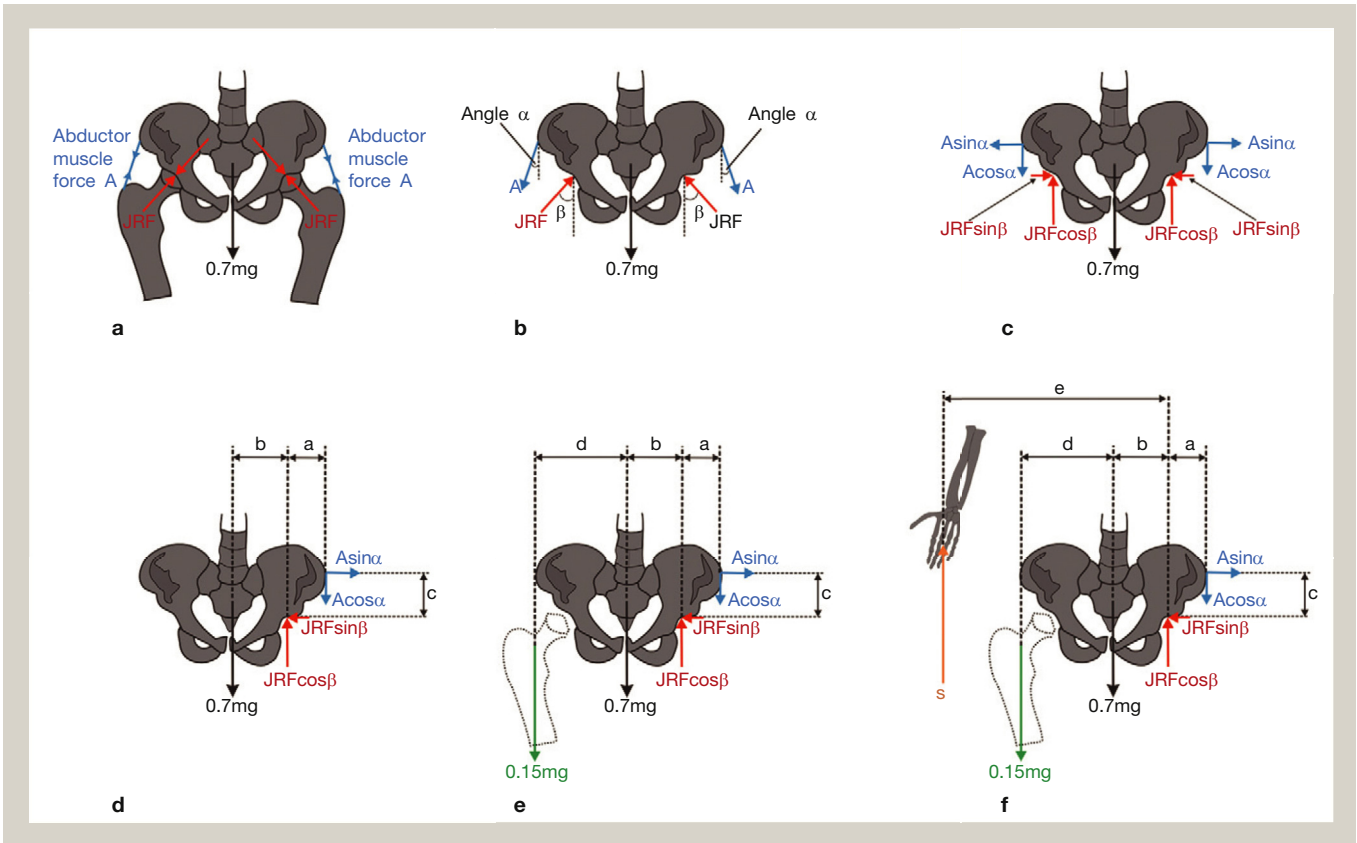 Abductor
muscle
force A
Abductor
muscle
force A
JRF
JRF
0.7mg
a
Angle α
Angle α
A
A
JRF
β
β
JRF
0.7mg
b
Asinα
Asinα
Acosα
Acosα
JRFsinβ
JRFcosβ
JRFcosβ
JRFsinβ
0.7mg
c
b
a
Asinα
Acosα
c
JRFsinβ
JRFcosβ
0.7mg
d
d
b
a
Asinα
Acosα
c
JRFsinβ
JRFcosβ
0.7mg
0.15mg
e
e
d
b
a
Asinα
Acosα
c
JRFsinβ
JRFcosβ
s
0.7mg
0.15mg
f